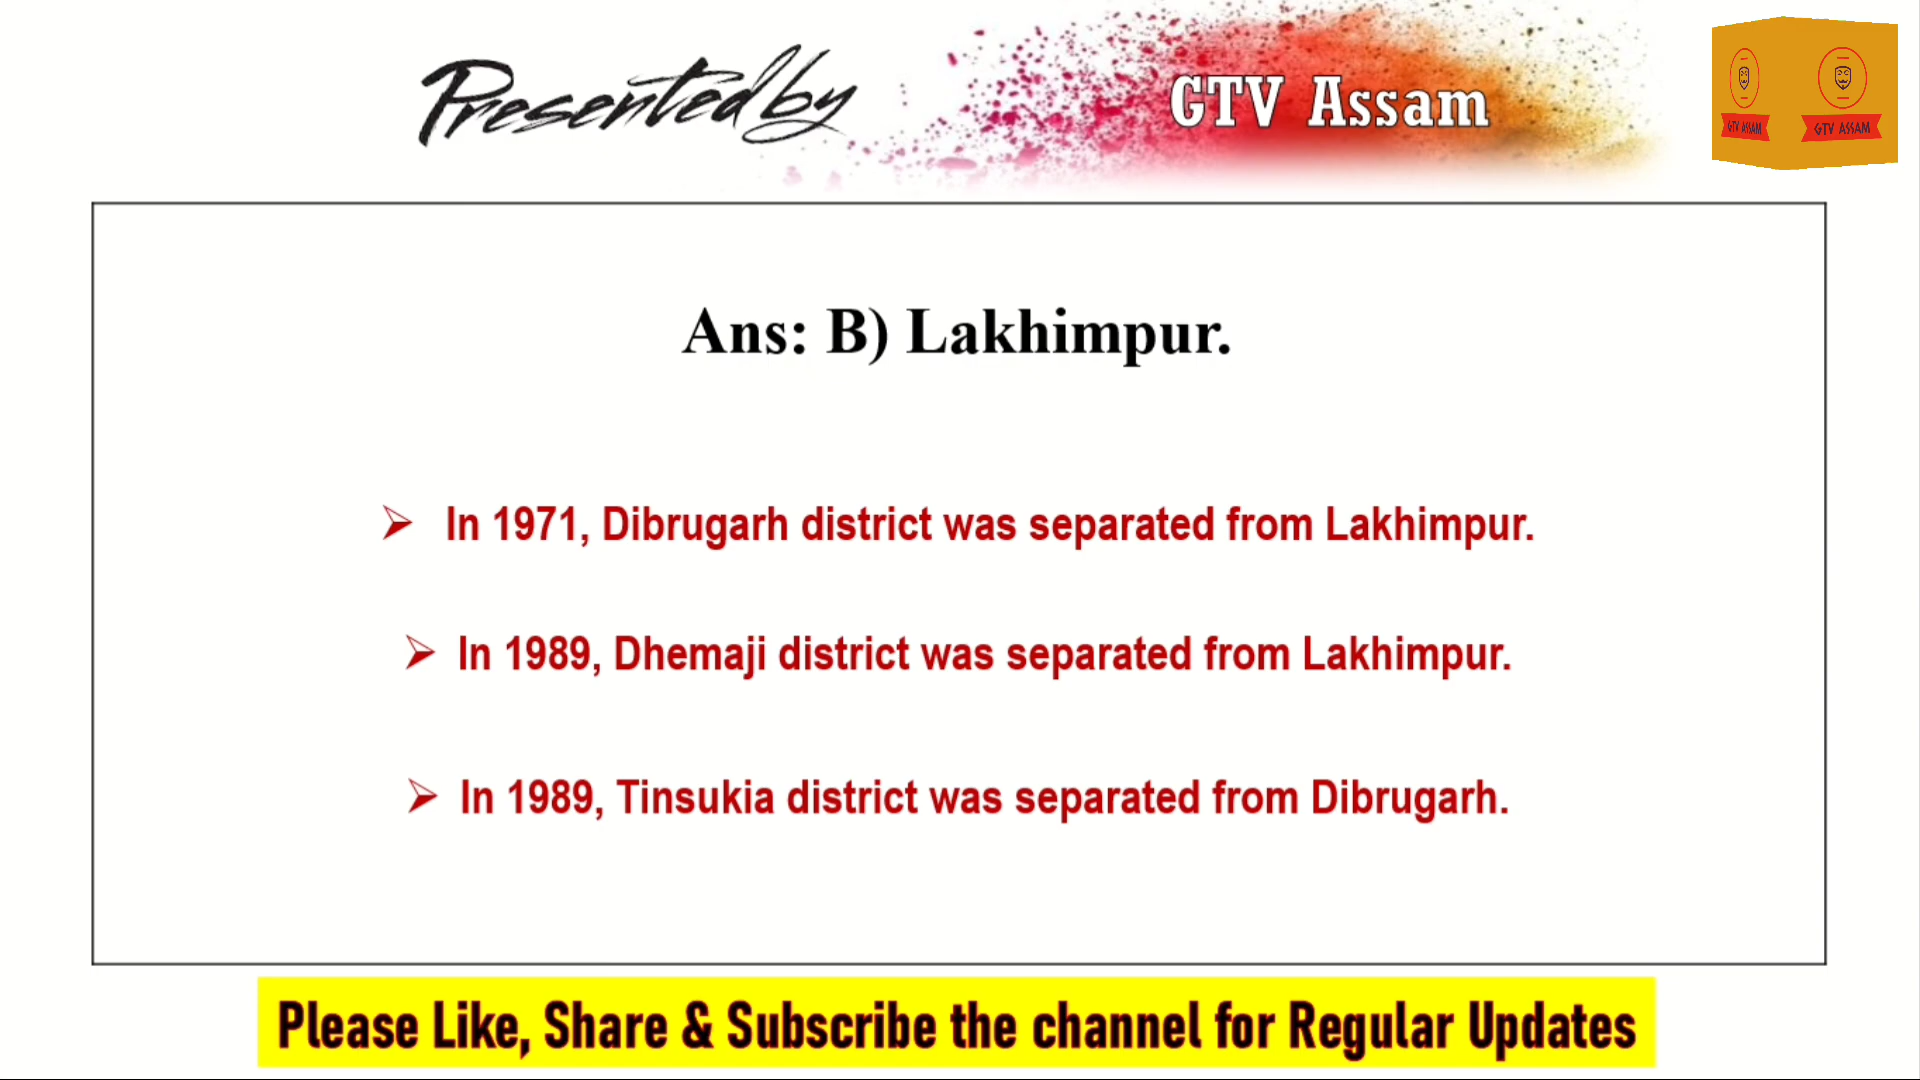 Presented by
GTV Assam
GTV ASSAM
GTV ASSAM
Ans: B) Lakhimpur.
➢ In 1971, Dibrugarh district was separated from Lakhimpur.
➢ In 1989, Dhemaji district was separated from Lakhimpur.
➢ In 1989, Tinsukia district was separated from Dibrugarh.
Please Like, Share & Subscribe the channel for Regular Updates